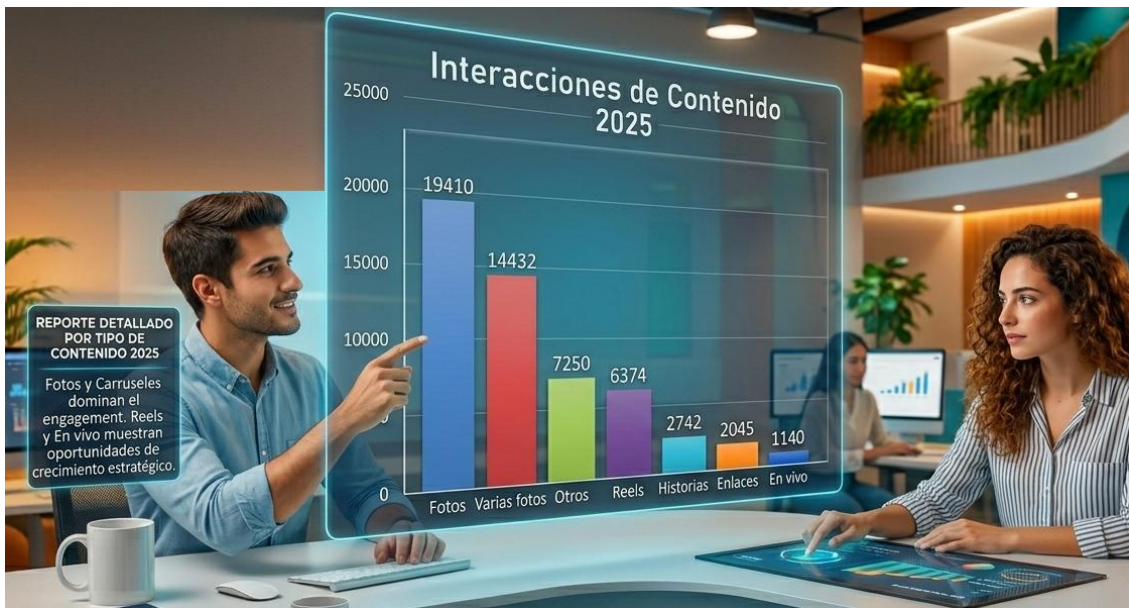 Interacciones de Contenido
2025
25000
20000
15000
10000
0
19410
14432
7250
6374
2742
2045
1140
Fotos Varias fotos Otros Reels Historias Enlaces En vivo
REPORTE DETALLADO
POR TIPO DE
CONTENIDO 2025
Fotos y Carruseles
dominan el
engagement. Reels
y En vivo muestran
oportunidades de
crecimiento estratégico.